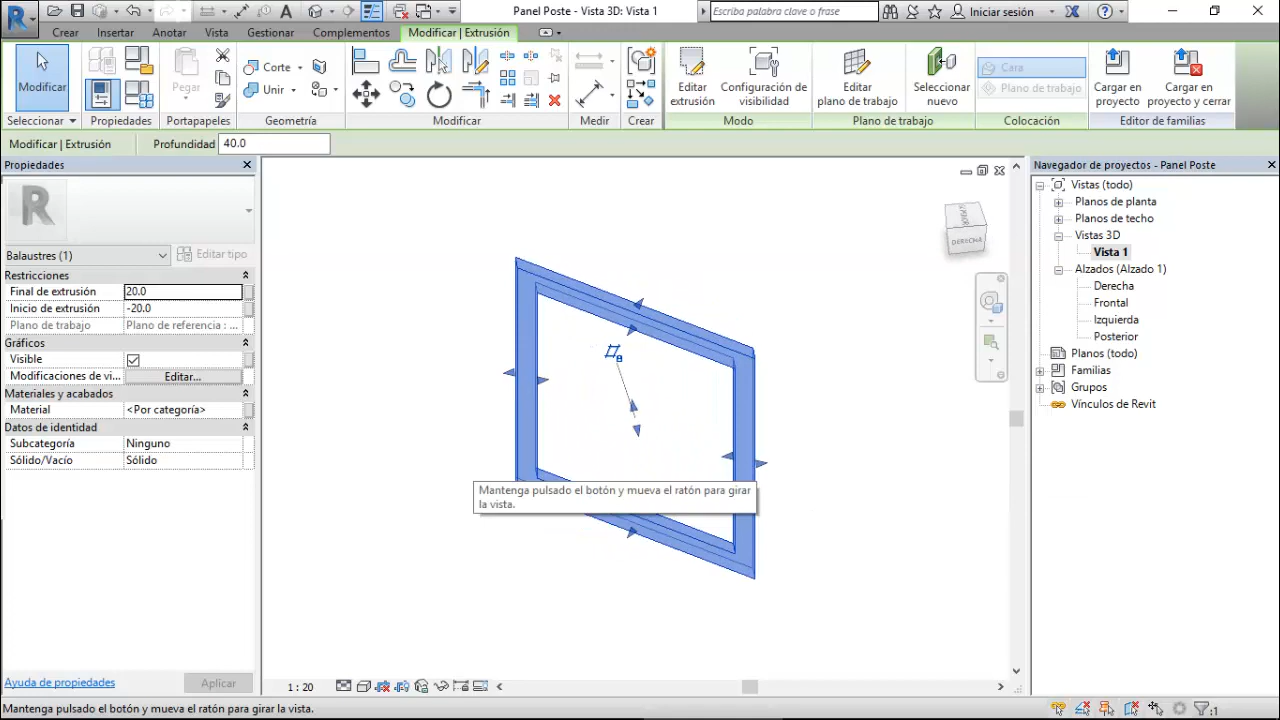 Panel Poste - Vista 3D: Vista 1
Escriba palabra clave o frase
Iniciar sesión
Crear
Insertar
Anotar
Vista
Gestionar
Complementos
Modificar | Extrusión
Modificar
Pegar
Corte
Unir
Editar
extrusión
Configuración de
visibilidad
Editar
plano de trabajo
Seleccionar
nuevo
Cara
Plano de trabajo
Cargar en
proyecto
Cargar en
proyecto y cerrar
Seleccionar
Propiedades
Portapapeles
Geometría
Modificar
Medir
Crear
Modo
Plano de trabajo
Colocación
Editor de familias
Modificar | Extrusión
Profundidad
40.0
Propiedades
Balaustres (1)
Editar tipo
Restricciones
Final de extrusión
20.0
Inicio de extrusión
-20.0
Plano de trabajo
Plano de referencia : ...
Gráficos
Visible
Modificaciones de vi...
Editar...
Materiales y acabados
Material
<Por categoría>
Datos de identidad
Subcategoría
Ninguno
Sólido/Vacío
Sólido
Ayuda de propiedades
Aplicar
DERECHA
Mantenga pulsado el botón y mueva el ratón para girar
la vista.
1 : 20
Navegador de proyectos - Panel Poste
Vistas (todo)
Planos de planta
Planos de techo
Vistas 3D
Vista 1
Alzados (Alzado 1)
Derecha
Frontal
Izquierda
Posterior
Planos (todo)
Familias
Grupos
Vínculos de Revit
Mantenga pulsado el botón y mueva el ratón para girar la vista.
:1